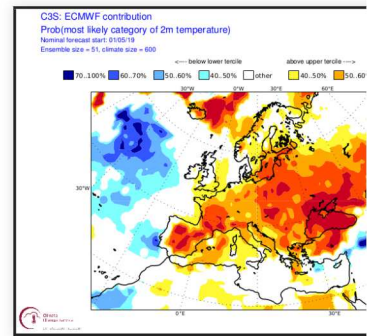 C3S: ECMWF contribution
Prob(most likely category of 2m temperature)
Nominal forecast start: 01/05/19
Ensemble size = 51, climate size = 600
<---- below lower tercile above upper tercile ---->
70..100% 60..70% 50..60% 40..50% other 40..50% 50..60
30°W 0°W 30°E 60°E
30°W
0°E 30°E